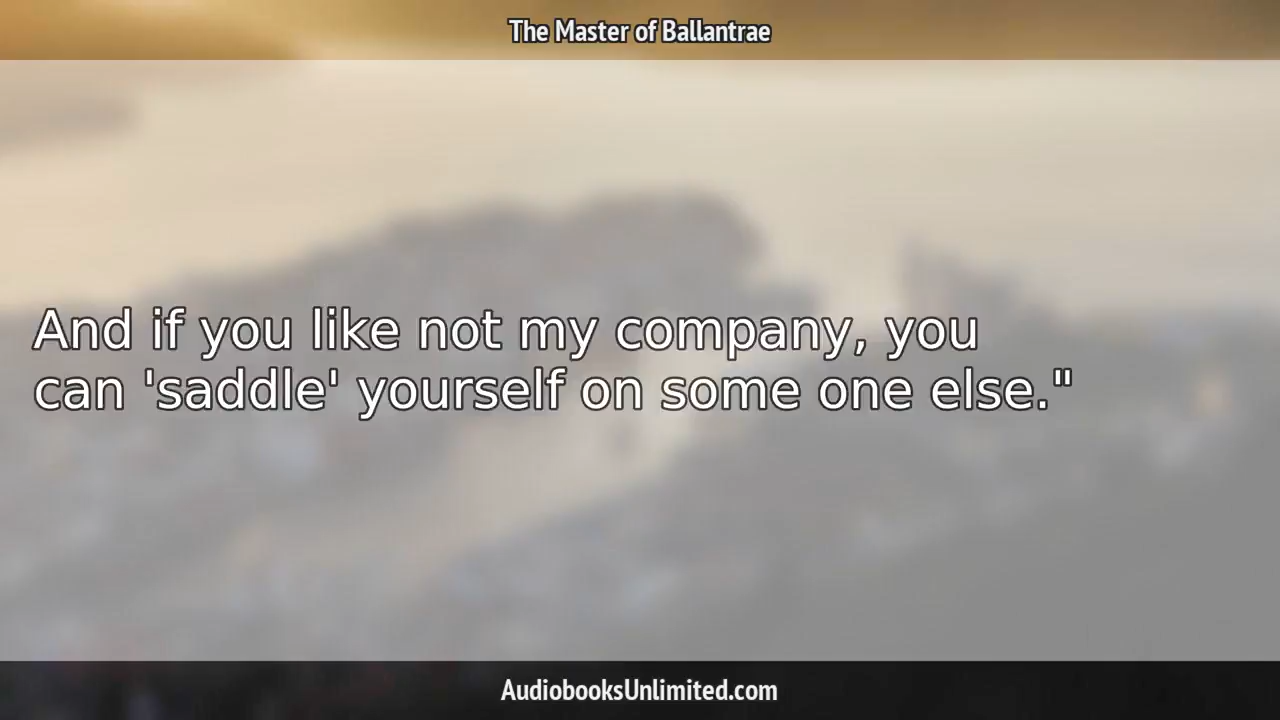 The Master of Ballantrae
And if you like not my company, you
can 'saddle' yourself on some one else."
AudiobooksUnlimited.com